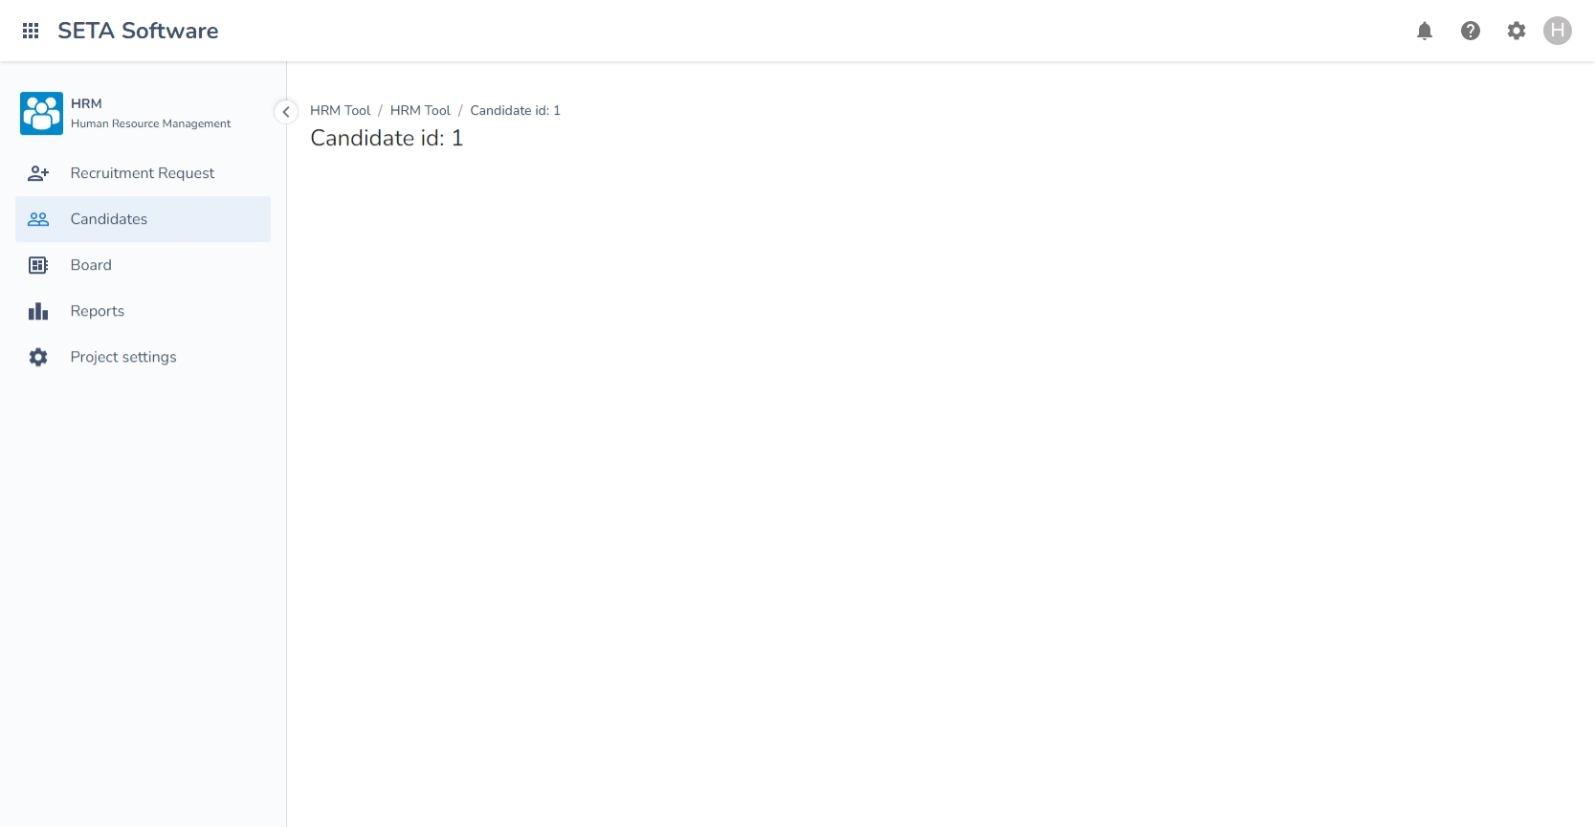 SETA Software
H
HRM
Human Resource Management
Recruitment Request
Candidates
Board
Reports
Project settings
HRM Tool / HRM Tool / Candidate id: 1
Candidate id: 1